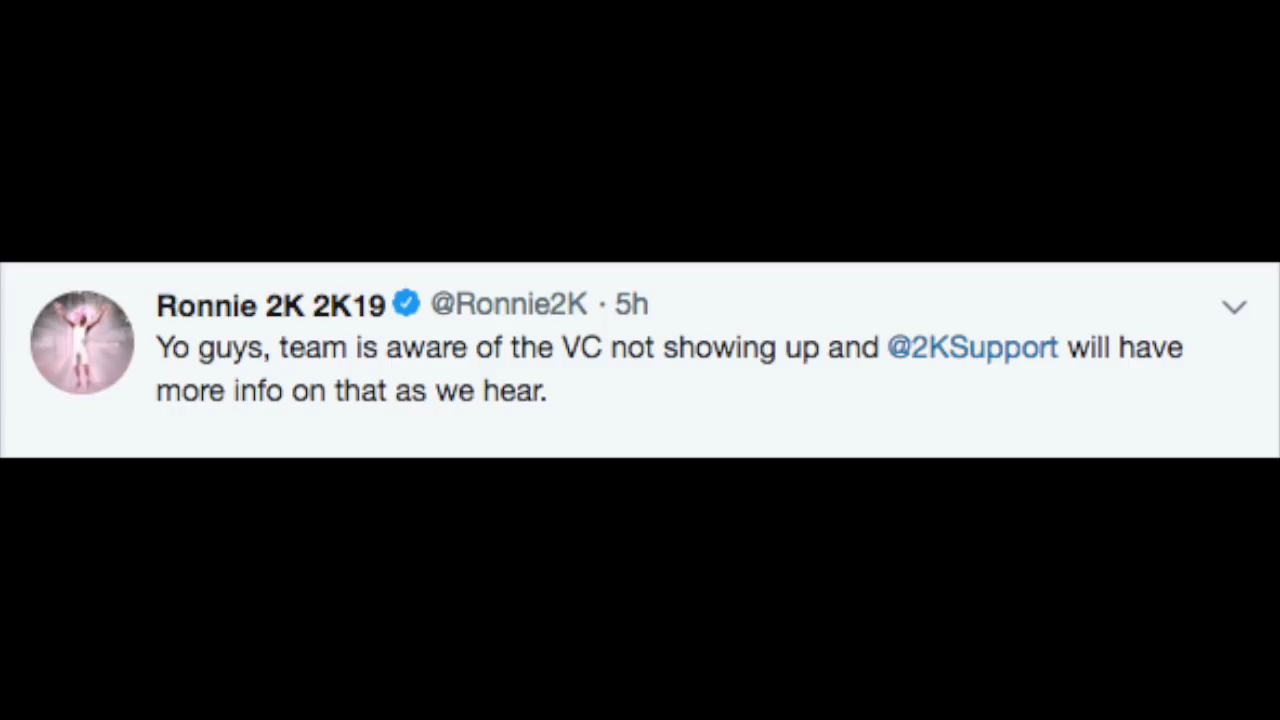 Ronnie 2K 2K19 @Ronnie2K · 5h
Yo guys, team is aware of the VC not showing up and @2KSupport will have
more info on that as we hear.